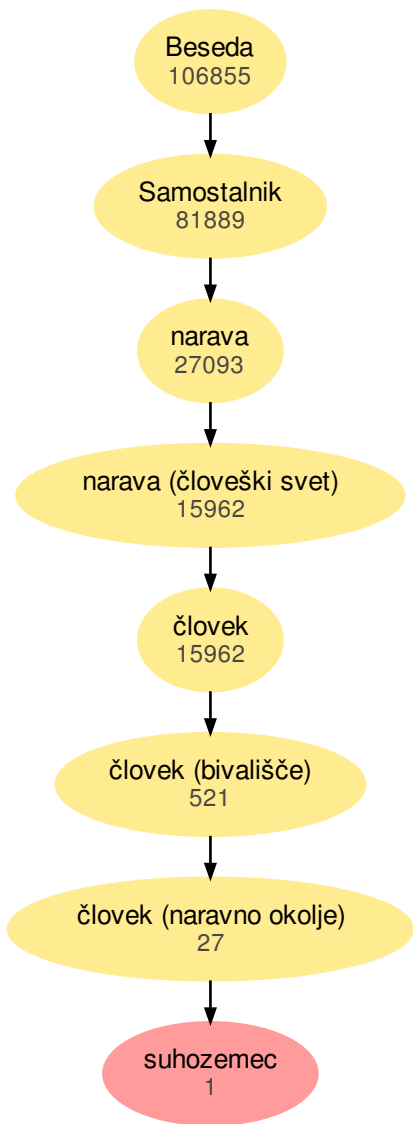 Beseda
106855
Samostalnik
81889
narava
27093
narava (človeški svet)
15962
človek
15962
človek (bivališče)
521
človek (naravno okolje)
27
suhozemec
1